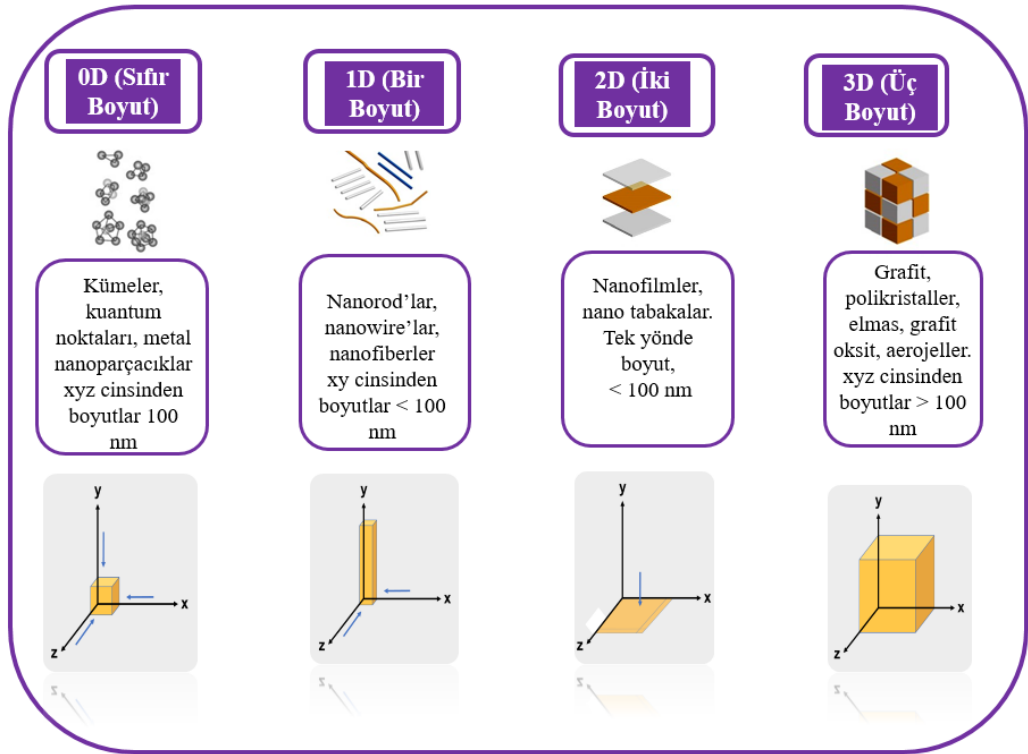 0D (Sıfır
Boyut)
1D (Bir
Boyut)
2D (İki
Boyut)
3D (Üç
Boyut)
Kümeler,
kuantum
noktaları, metal
nanoparçacıklar
xyz cinsinden
boyutlar 100
nm
Nanorod’lar,
nanowire’lar,
nanofiberler
xy cinsinden
boyutlar < 100
nm
Nanofilmler,
nano tabakalar.
Tek yönde
boyut,
< 100 nm
Grafit,
polikristaller,
elmas, grafit
oksit, aerojeller.
xyz cinsinden
boyutlar > 100
nm
y
x
z
y
x
z
y
x
z
y
x
z